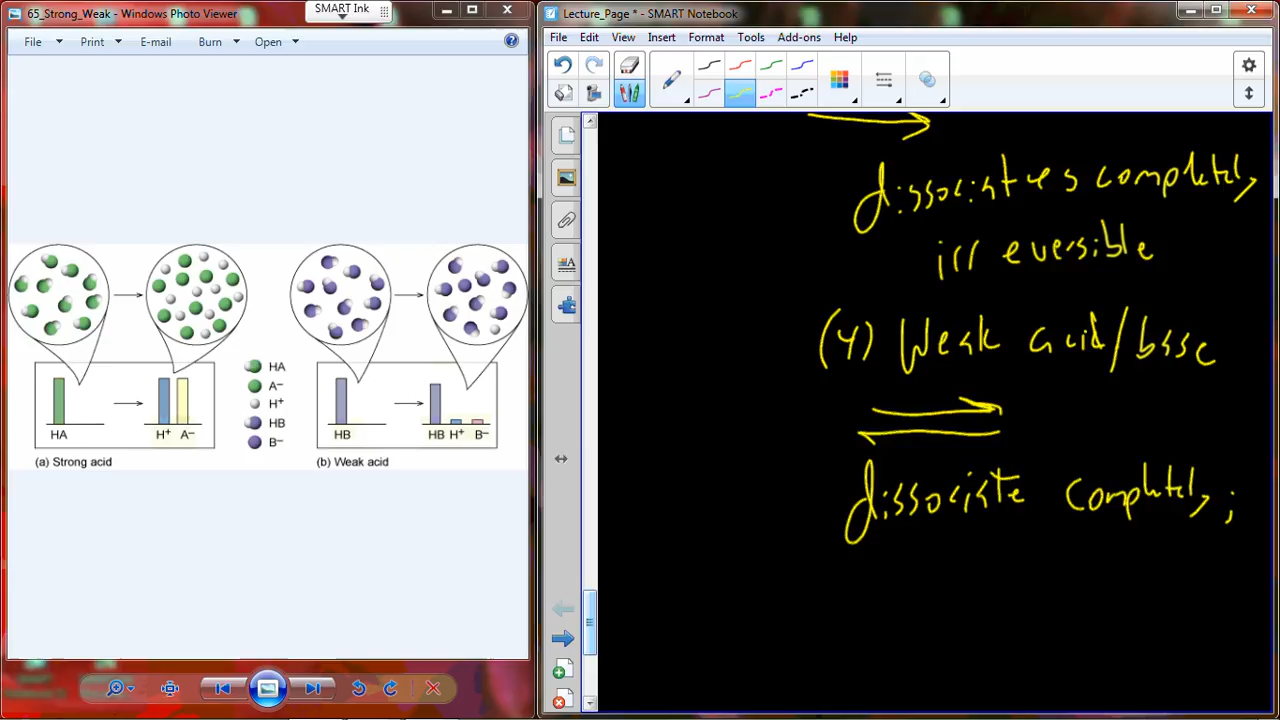 65_Strong_Weak - Windows Photo Viewer
SMART Ink
File Print E-mail Burn Open
HA
A⁻
H⁺
HB
B⁻
HA H⁺ A⁻
HB HB H⁺ B⁻
(a) Strong acid
(b) Weak acid
Lecture_Page * - SMART Notebook
File Edit View Insert Format Tools Add-ons Help
dissociates completely
irreversible
(4) Weak acid/base
dissociate completely;